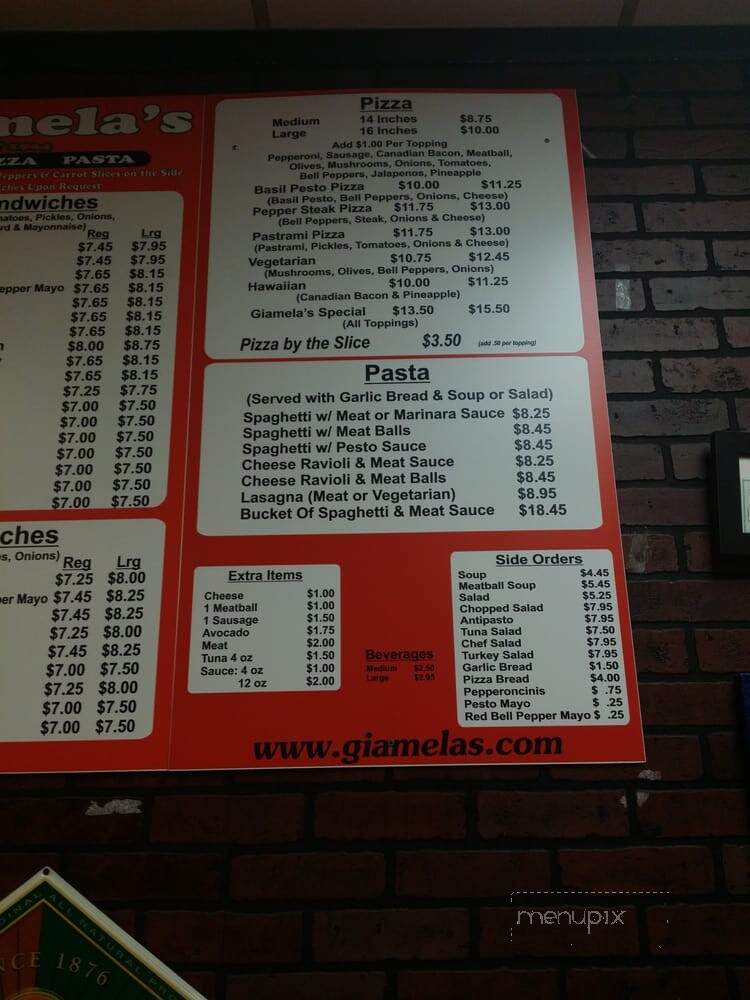 mela's
ZZA PASTA
Peppers & Carrot Slices on the Side
ches Upon Request
ndwiches
matoes, Pickles, Onions,
rd & Mayonnaise)
Reg Lrg
$7.45 $7.95
$7.45 $7.95
$7.65 $8.15
epper Mayo $7.65 $8.15
$7.65 $8.15
$7.65 $8.15
$7.65 $8.15
$8.00 $8.75
$7.65 $8.15
$7.65 $8.15
$7.25 $7.75
$7.00 $7.50
$7.00 $7.50
$7.00 $7.50
$7.00 $7.50
$7.00 $7.50
$7.00 $7.50
$7.00 $7.50
ches
es, Onions)
Reg Lrg
$7.25 $8.00
er Mayo $7.45 $8.25
$7.45 $8.25
$7.25 $8.00
$7.45 $8.25
$7.00 $7.50
$7.25 $8.00
$7.00 $7.50
$7.00 $7.50
Pizza
Medium 14 Inches $8.75
Large 16 Inches $10.00
Add $1.00 Per Topping
Pepperoni, Sausage, Canadian Bacon, Meatball,
Olives, Mushrooms, Onions, Tomatoes,
Bell Peppers, Jalapenos, Pineapple
Basil Pesto Pizza $10.00 $11.25
(Basil Pesto, Bell Peppers, Onions, Cheese)
Pepper Steak Pizza $11.75 $13.00
(Bell Peppers, Steak, Onions & Cheese)
Pastrami Pizza $11.75 $13.00
(Pastrami, Pickles, Tomatoes, Onions & Cheese)
Vegetarian $10.75 $12.45
(Mushrooms, Olives, Bell Peppers, Onions)
Hawaiian $10.00 $11.25
(Canadian Bacon & Pineapple)
Giamela's Special $13.50 $15.50
(All Toppings)
Pizza by the Slice $3.50 (add .50 per topping)
Pasta
(Served with Garlic Bread & Soup or Salad)
Spaghetti w/ Meat or Marinara Sauce $8.25
Spaghetti w/ Meat Balls $8.45
Spaghetti w/ Pesto Sauce $8.45
Cheese Ravioli & Meat Sauce $8.25
Cheese Ravioli & Meat Balls $8.45
Lasagna (Meat or Vegetarian) $8.95
Bucket Of Spaghetti & Meat Sauce $18.45
Extra Items
Cheese $1.00
1 Meatball $1.00
1 Sausage $1.50
Avocado $1.75
Meat $2.00
Tuna 4 oz $1.50
Sauce: 4 oz $1.00
12 oz $2.00
Beverages
Medium $2.50
Large $2.95
Side Orders
Soup $4.45
Meatball Soup $5.45
Salad $5.25
Chopped Salad $7.95
Antipasto $7.95
Tuna Salad $7.50
Chef Salad $7.95
Turkey Salad $7.95
Garlic Bread $1.50
Pizza Bread $4.00
Pepperoncinis $ .75
Pesto Mayo $ .25
Red Bell Pepper Mayo $ .25
www.giamelas.com
INAL ALL NATURAL PRO
NCE 1876
menupix